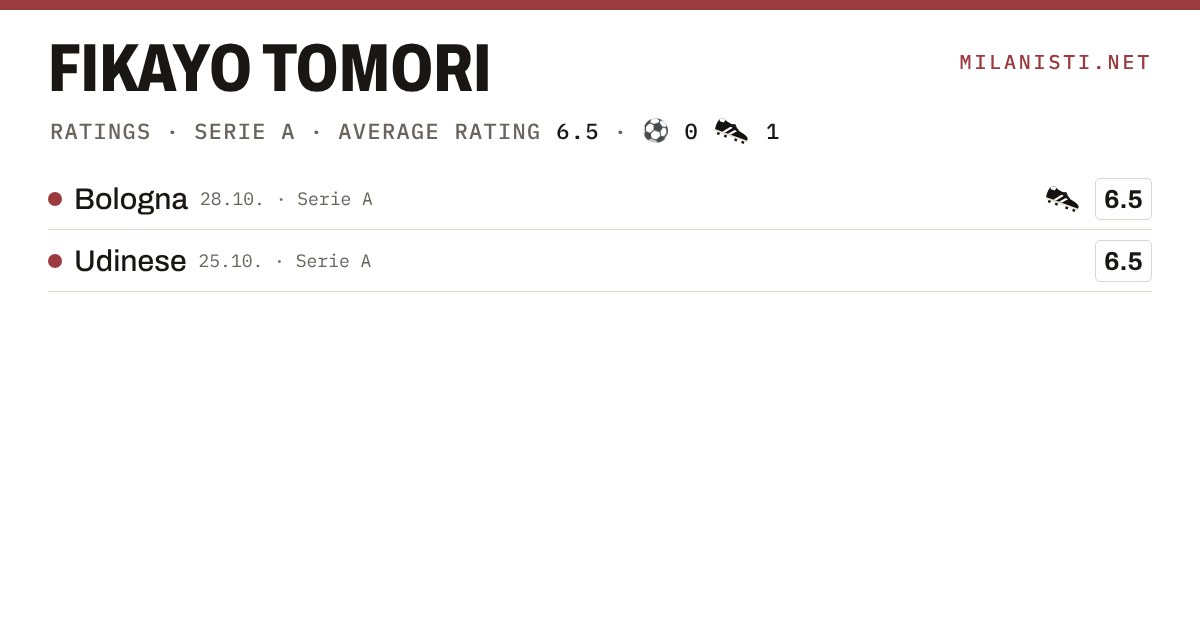 FIKAYO TOMORI
MILANISTI.NET
RATINGS · SERIE A · AVERAGE RATING 6.5 · ⚽ 0 1
Bologna 28.10. · Serie A 6.5
Udinese 25.10. · Serie A 6.5